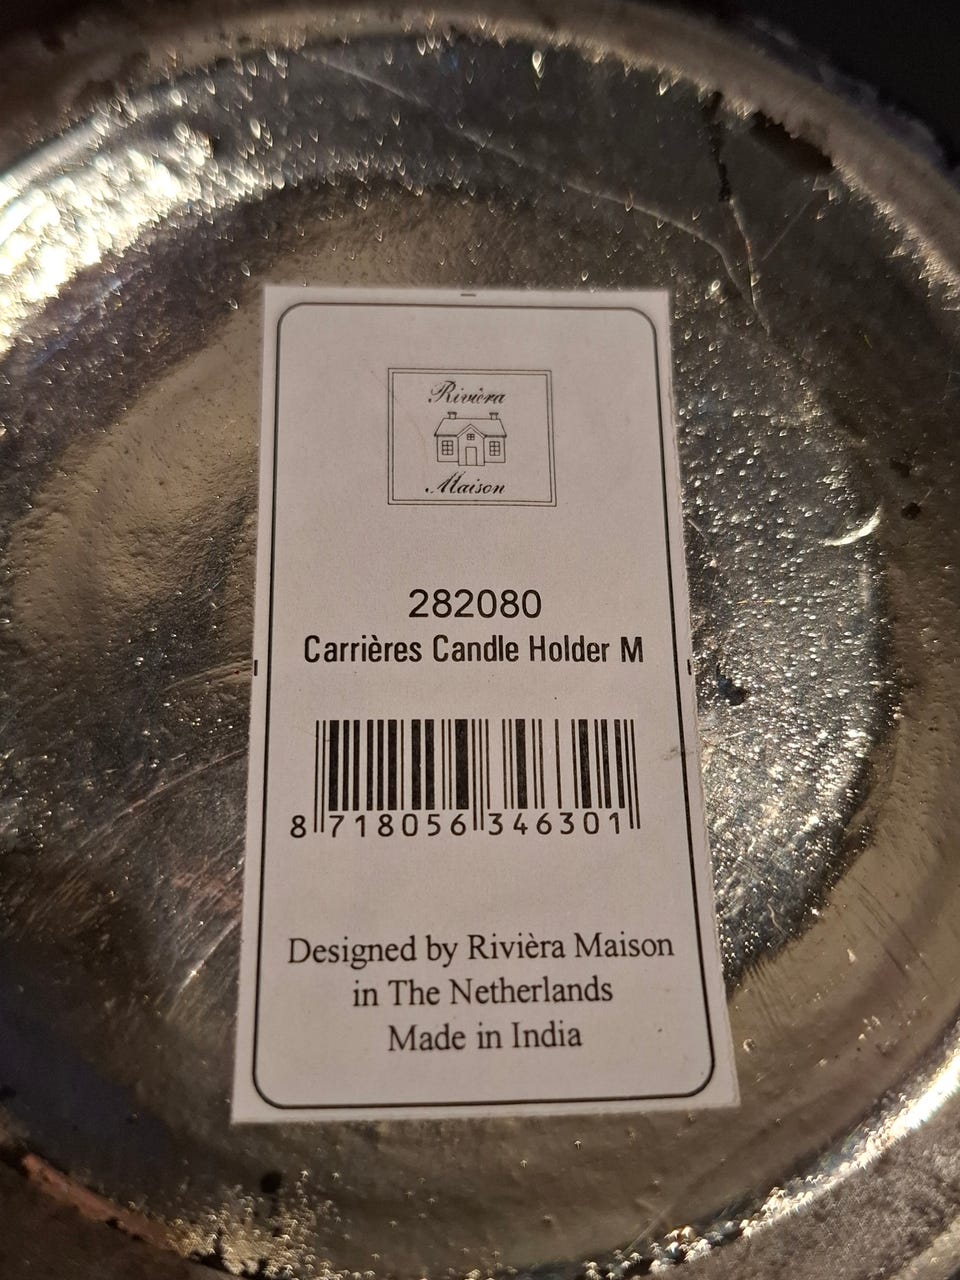 Rivièra
Maison
282080
Carrières Candle Holder M
8 718056 346301
Designed by Rivièra Maison
in The Netherlands
Made in India